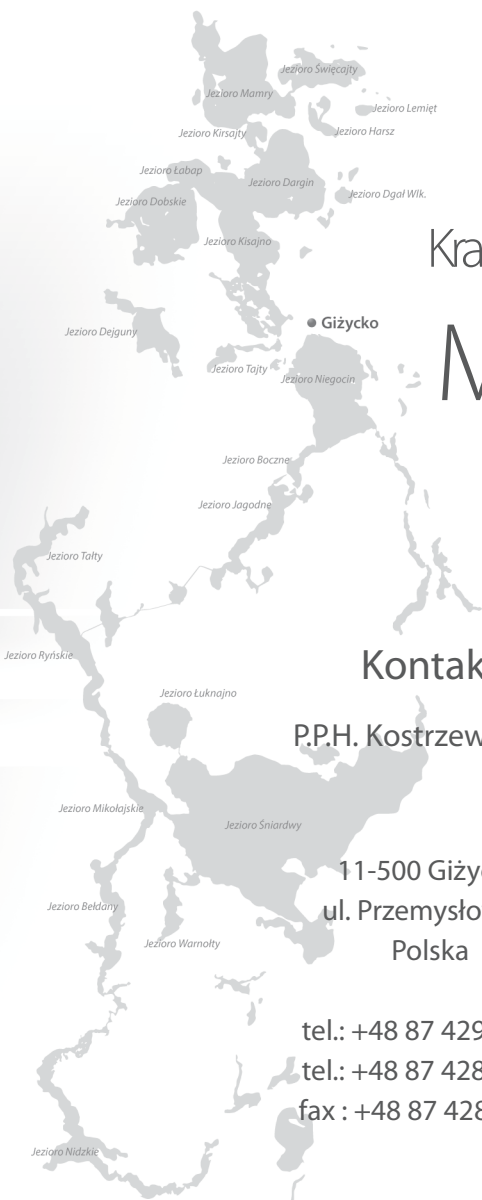 Jezioro Święcajty
Jezioro Mamry
Jezioro Lemięt
Jezioro Kirsajty
Jezioro Harsz
Jezioro Łabap
Jezioro Dargin
Jezioro Dobskie
Jezioro Dgał Wlk.
Jezioro Kisajno
Kra
Giżycko
Jezioro Dejguny
M
Jezioro Tajty
Jezioro Niegocin
Jezioro Boczne
Jezioro Jagodne
Jezioro Tałty
Jezioro Ryńskie
Kontak
Jezioro Łuknajno
P.P.H. Kostrzew
Jezioro Mikołajskie
Jezioro Śniardwy
11-500 Giży
Jezioro Bełdany
ul. Przemysło
Jezioro Warnołty
Polska
tel.: +48 87 429
tel.: +48 87 428
fax : +48 87 428
Jezioro Nidzkie